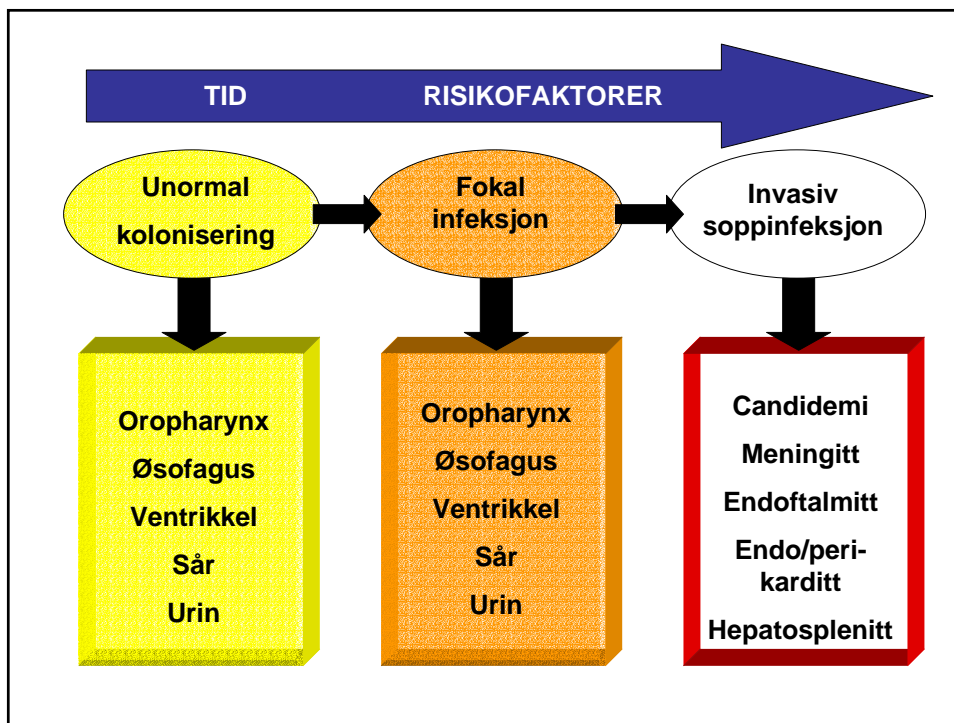 TID RISIKOFAKTORER
Unormal
kolonisering
Fokal
infeksjon
Invasiv
soppinfeksjon
Oropharynx
Øsofagus
Ventrikkel
Sår
Urin
Oropharynx
Øsofagus
Ventrikkel
Sår
Urin
Candidemi
Meningitt
Endoftalmitt
Endo/peri-
karditt
Hepatosplenitt